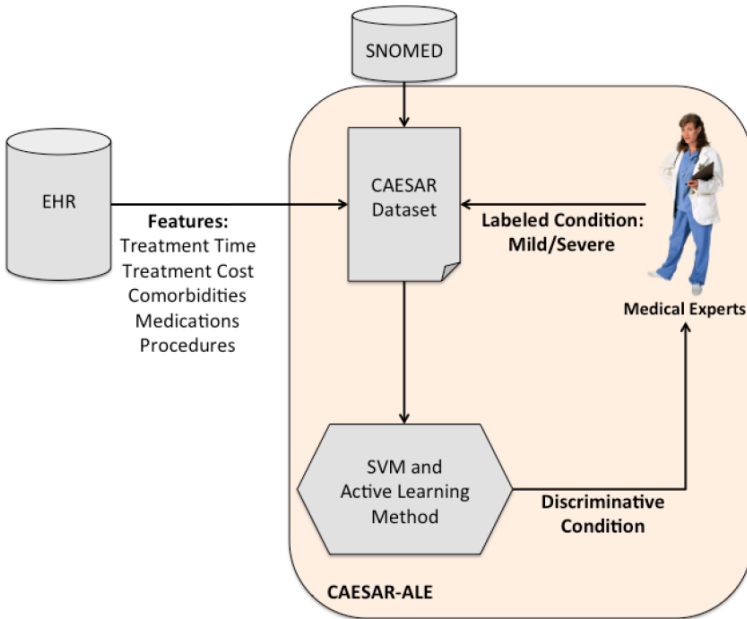 SNOMED
EHR
CAESAR
Dataset
Features:
Treatment Time
Treatment Cost
Comorbidities
Medications
Procedures
Labeled Condition:
Mild/Severe
Medical Experts
SVM and
Active Learning
Method
Discriminative
Condition
CAESAR-ALE